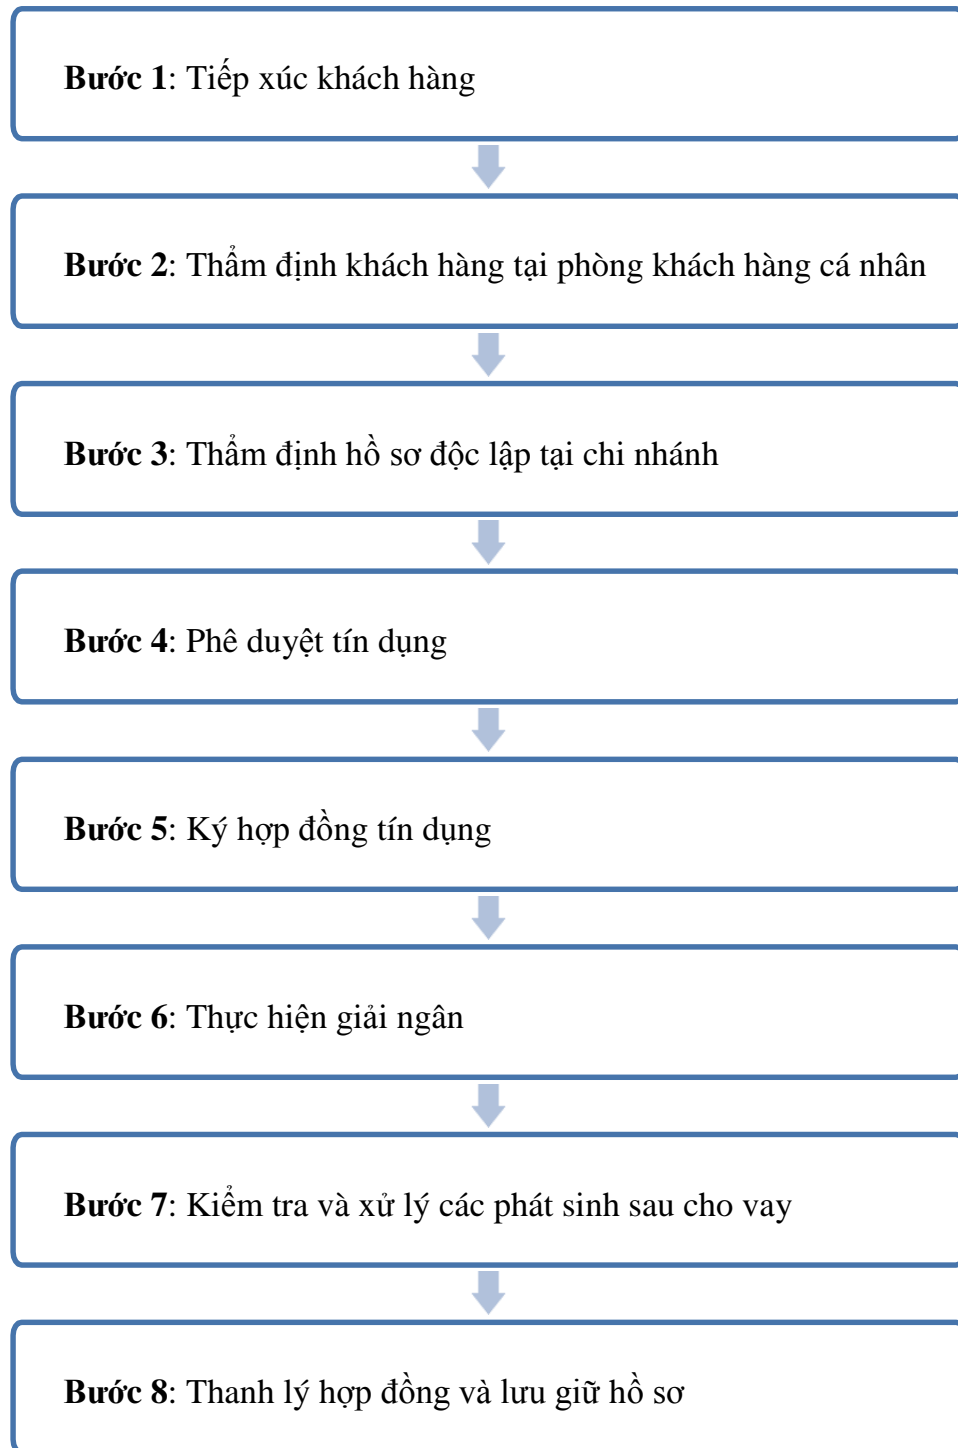 Bước 1: Tiếp xúc khách hàng
Bước 2: Thẩm định khách hàng tại phòng khách hàng cá nhân
Bước 3: Thẩm định hồ sơ độc lập tại chi nhánh
Bước 4: Phê duyệt tín dụng
Bước 5: Ký hợp đồng tín dụng
Bước 6: Thực hiện giải ngân
Bước 7: Kiểm tra và xử lý các phát sinh sau cho vay
Bước 8: Thanh lý hợp đồng và lưu giữ hồ sơ